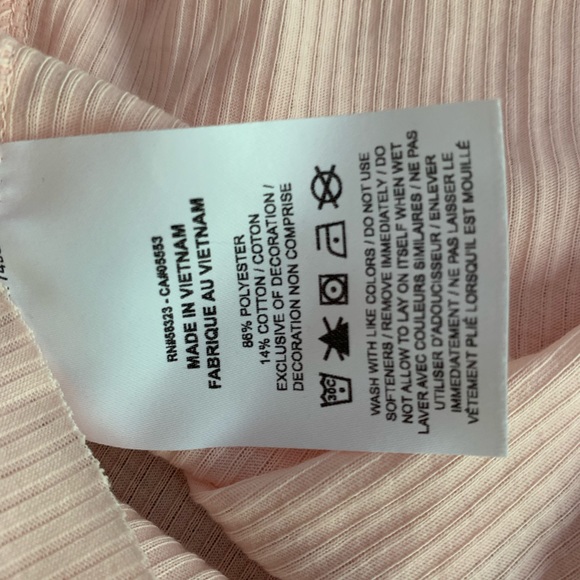 RN#56323 - CA#05553
MADE IN VIETNAM
FABRIQUE AU VIETNAM
86% POLYESTER
14% COTTON / COTON
EXCLUSIVE OF DECORATION /
DECORATION NON COMPRISE
30C
WASH WITH LIKE COLORS / DO NOT USE
SOFTENERS / REMOVE IMMEDIATELY / DO
NOT ALLOW TO LAY ON ITSELF WHEN WET
LAVER AVEC COULEURS SIMILAIRES / NE PAS
UTILISER D'ADOUCISSEUR / ENLEVER
IMMEDIATEMENT / NE PAS LAISSER LE
VÊTEMENT PLIÉ LORSQU'IL EST MOUILLÉ